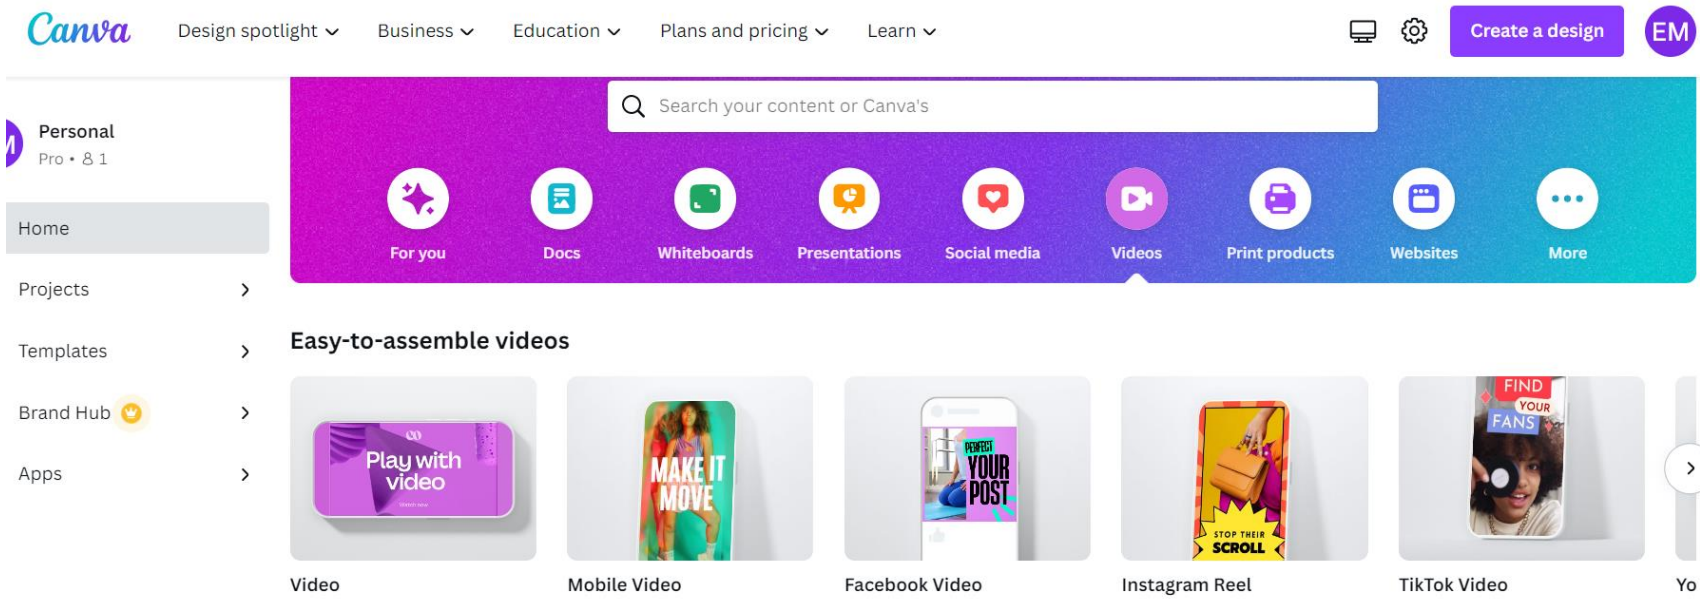 Canva
Design spotlight
Business
Education
Plans and pricing
Learn
Create a design
EM
Search your content or Canva's
Personal
Pro • 1
For you
Docs
Whiteboards
Presentations
Social media
Videos
Print products
Websites
More
Home
Projects
Templates
Brand Hub
Apps
Easy-to-assemble videos
Play with
video
Watch now
MAKE IT
MOVE
PERFECT
YOUR
POST
STOP THEIR
SCROLL
FIND
YOUR
FANS
Video
Mobile Video
Facebook Video
Instagram Reel
TikTok Video
Yo